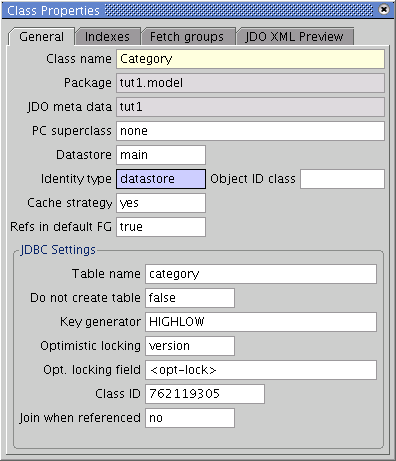 Class Properties
General Indexes Fetch groups JDO XML Preview
Class name Category
Package tut1.model
JDO meta data tut1
PC superclass none
Datastore main
Identity type datastore Object ID class
Cache strategy yes
Refs in default FG true
JDBC Settings
Table name category
Do not create table false
Key generator HIGHLOW
Optimistic locking version
Opt. locking field <opt-lock>
Class ID 762119305
Join when referenced no